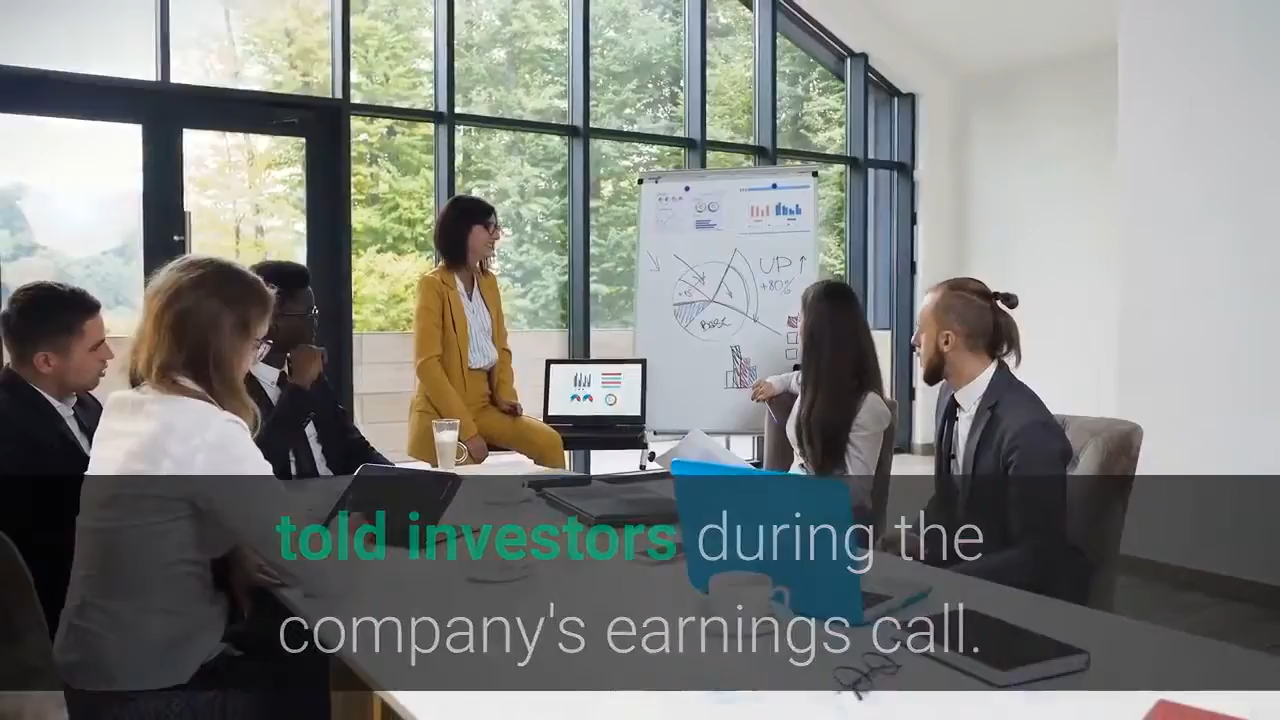 UP ↑
+80%
BASE
told investors during the
company's earnings call.